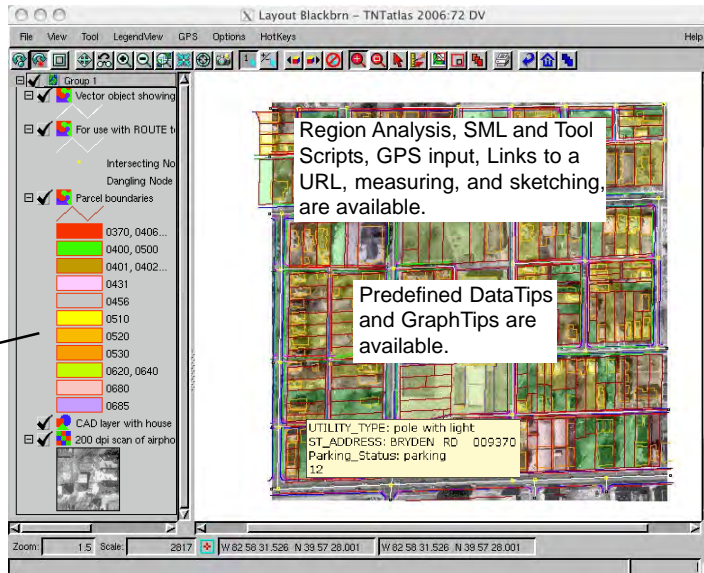 Layout Blackbrn - TNTatlas 2006:72 DV
File View Tool LegendView GPS Options HotKeys Help
Group 1
Vector object showing
For use with ROUTE t
Intersecting No
Dangling Node
Parcel boundaries
0370, 0406...
0400, 0500
0401, 0402...
0431
0456
0510
0520
0530
0620, 0640
0680
0685
CAD layer with house
200 dpi scan of airpho
Region Analysis, SML and Tool
Scripts, GPS input, Links to a
URL, measuring, and sketching,
are available.
Predefined DataTips
and GraphTips are
available.
UTILITY_TYPE: pole with light
ST_ADDRESS: BRYDEN RD 009370
Parking_Status: parking
12
Zoom: 1.5 Scale: 2817 W 82 58 31.526 N 39 57 28.001 W 82 58 31.526 N 39 57 28.001